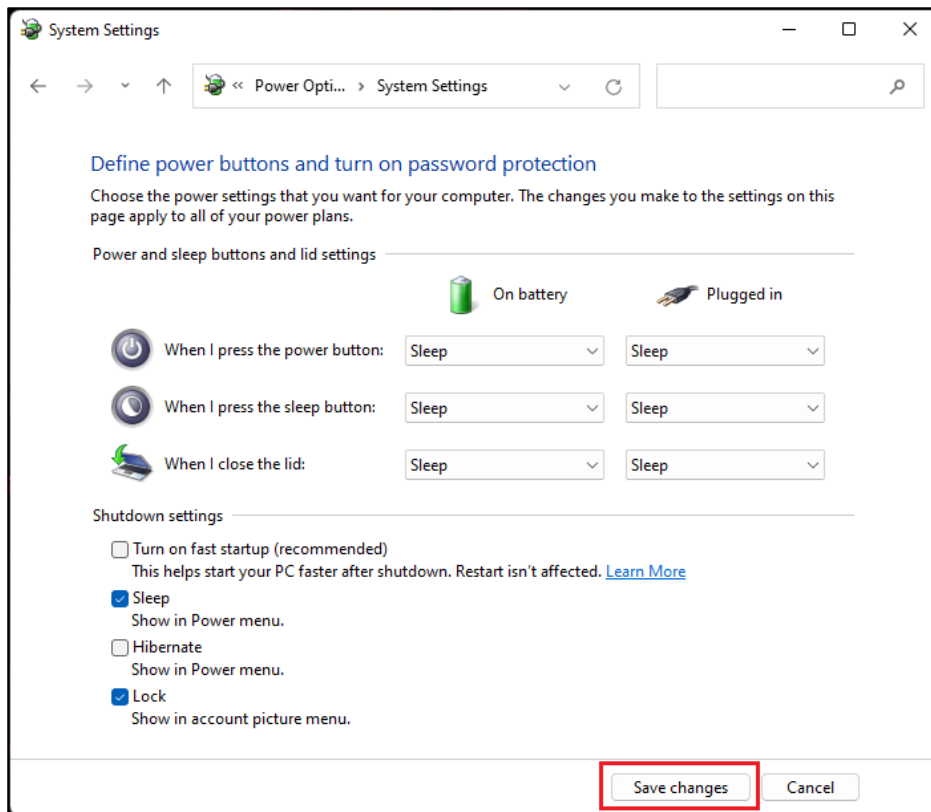 System Settings
« Power Opti... › System Settings
Define power buttons and turn on password protection
Choose the power settings that you want for your computer. The changes you make to the settings on this
page apply to all of your power plans.
Power and sleep buttons and lid settings
On battery Plugged in
When I press the power button: Sleep Sleep
When I press the sleep button: Sleep Sleep
When I close the lid: Sleep Sleep
Shutdown settings
Turn on fast startup (recommended)
This helps start your PC faster after shutdown. Restart isn't affected. Learn More
Sleep
Show in Power menu.
Hibernate
Show in Power menu.
Lock
Show in account picture menu.
Save changes Cancel